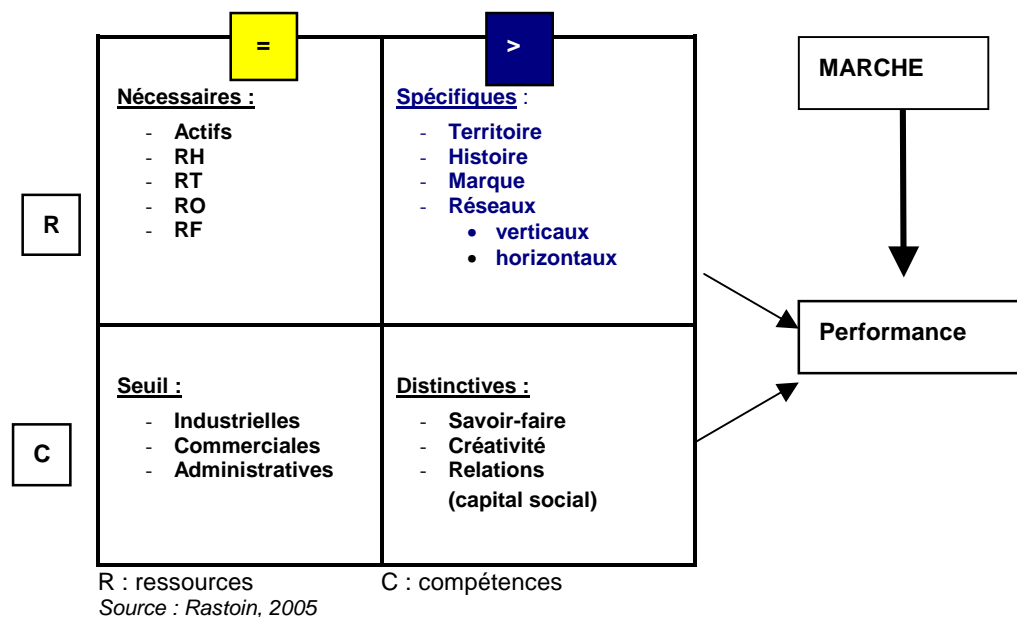 =
>
MARCHE
Nécessaires :
- Actifs
- RH
- RT
- RO
- RF
Spécifiques :
- Territoire
- Histoire
- Marque
- Réseaux
• verticaux
• horizontaux
R
Performance
Seuil :
- Industrielles
- Commerciales
- Administratives
Distinctives :
- Savoir-faire
- Créativité
- Relations
(capital social)
C
R : ressources
C : compétences
Source : Rastoin, 2005